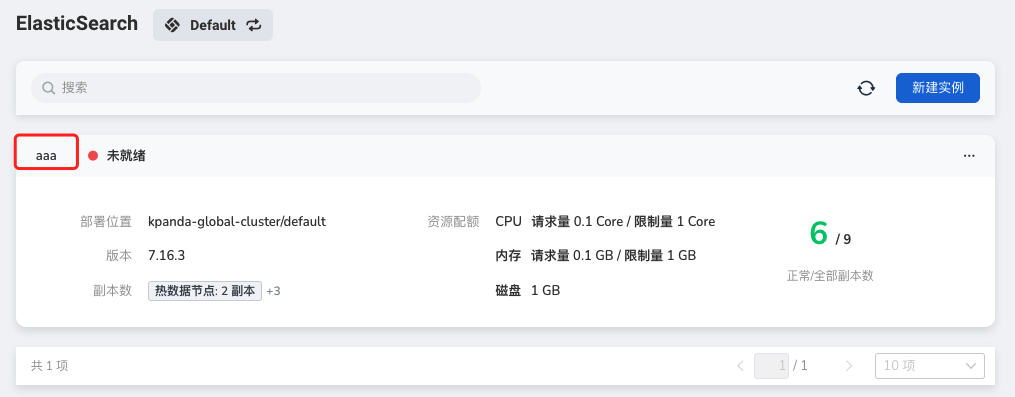 ElasticSearch Default
搜索 新建实例
aaa 未就绪 ...
部署位置 kpanda-global-cluster/default 资源配额 CPU 请求量 0.1 Core / 限制量 1 Core
6 / 9
版本 7.16.3 内存 请求量 0.1 GB / 限制量 1 GB
正常/全部副本数
副本数 热数据节点: 2 副本 +3 磁盘 1 GB
共 1 项 1 / 1 10 项